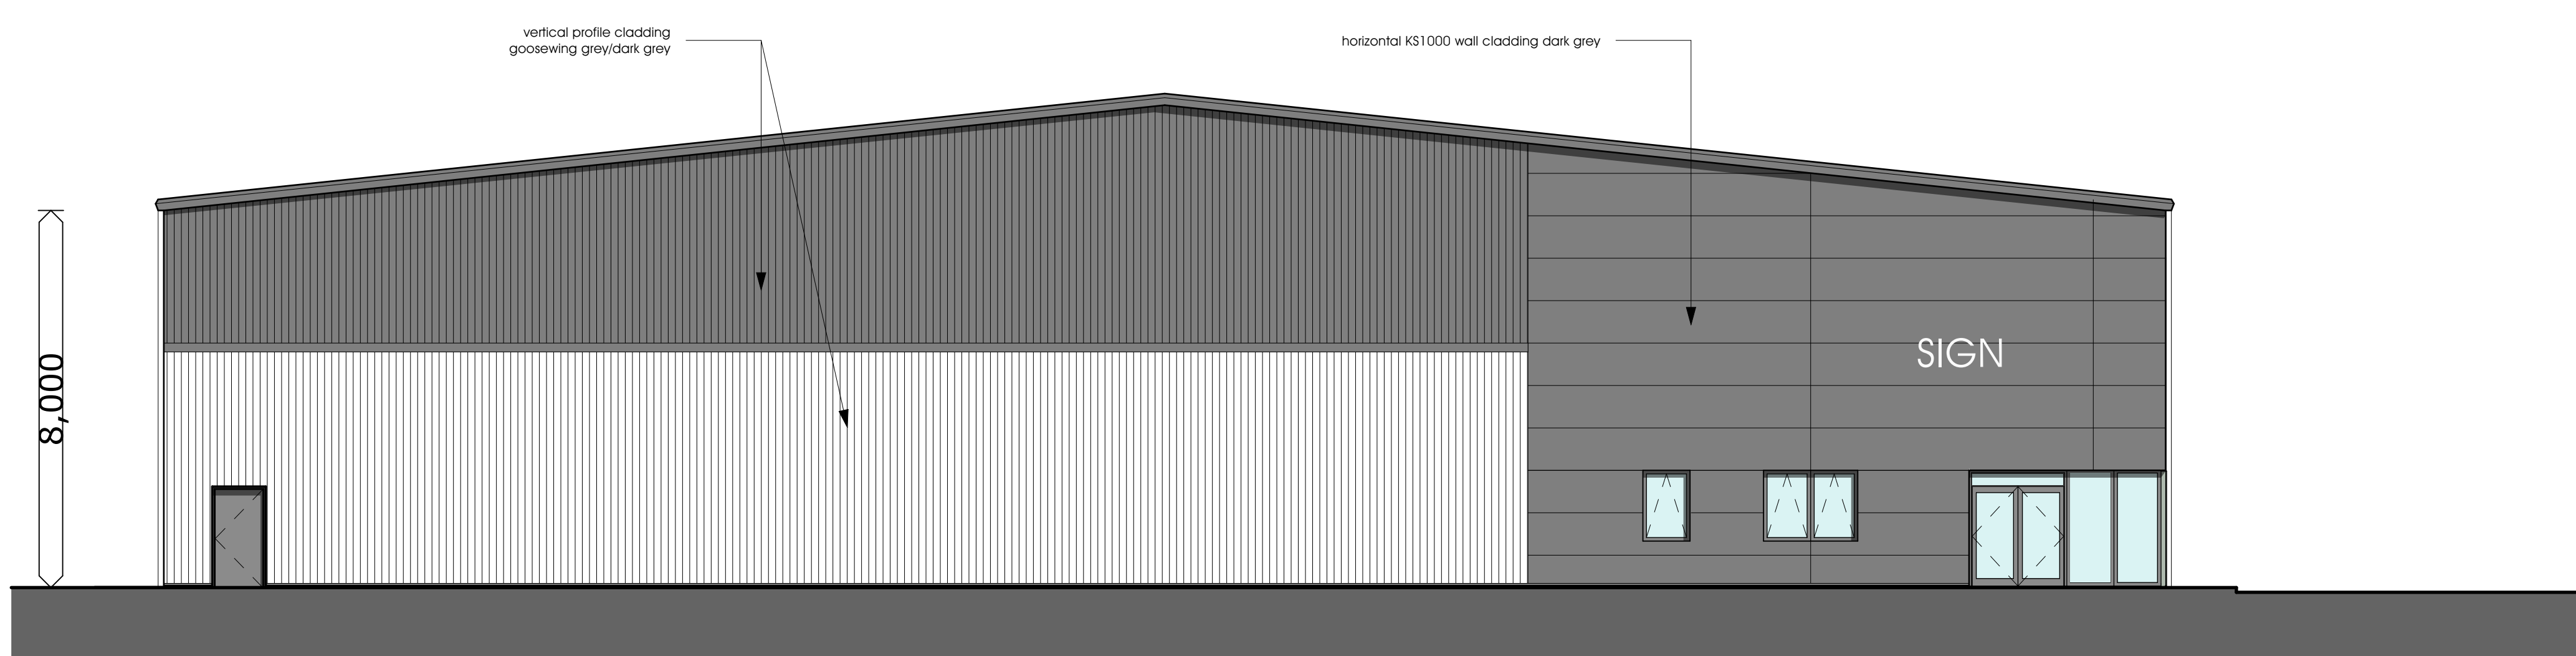 vertical profile cladding
goosewing grey/dark grey
horizontal KS1000 wall cladding dark grey
8,000
SIGN